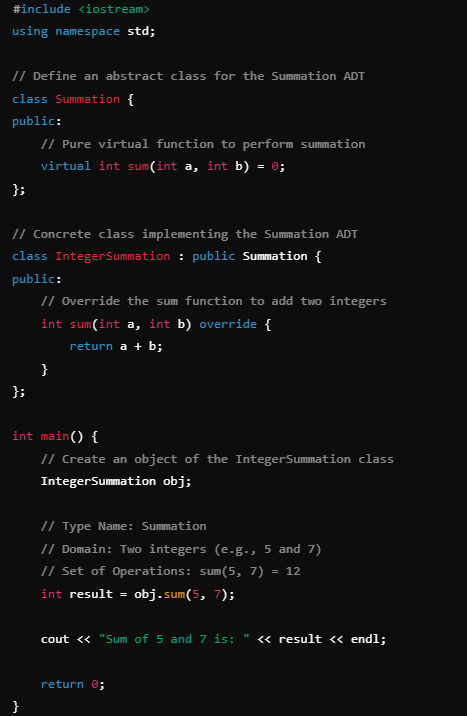 #include <iostream>
using namespace std;
// Define an abstract class for the Summation ADT
class Summation {
public:
    // Pure virtual function to perform summation
    virtual int sum(int a, int b) = 0;
};
// Concrete class implementing the Summation ADT
class IntegerSummation : public Summation {
public:
    // Override the sum function to add two integers
    int sum(int a, int b) override {
        return a + b;
    }
};
int main() {
    // Create an object of the IntegerSummation class
    IntegerSummation obj;
    // Type Name: Summation
    // Domain: Two integers (e.g., 5 and 7)
    // Set of Operations: sum(5, 7) = 12
    int result = obj.sum(5, 7);
    cout << "Sum of 5 and 7 is: " << result << endl;
    return 0;
}